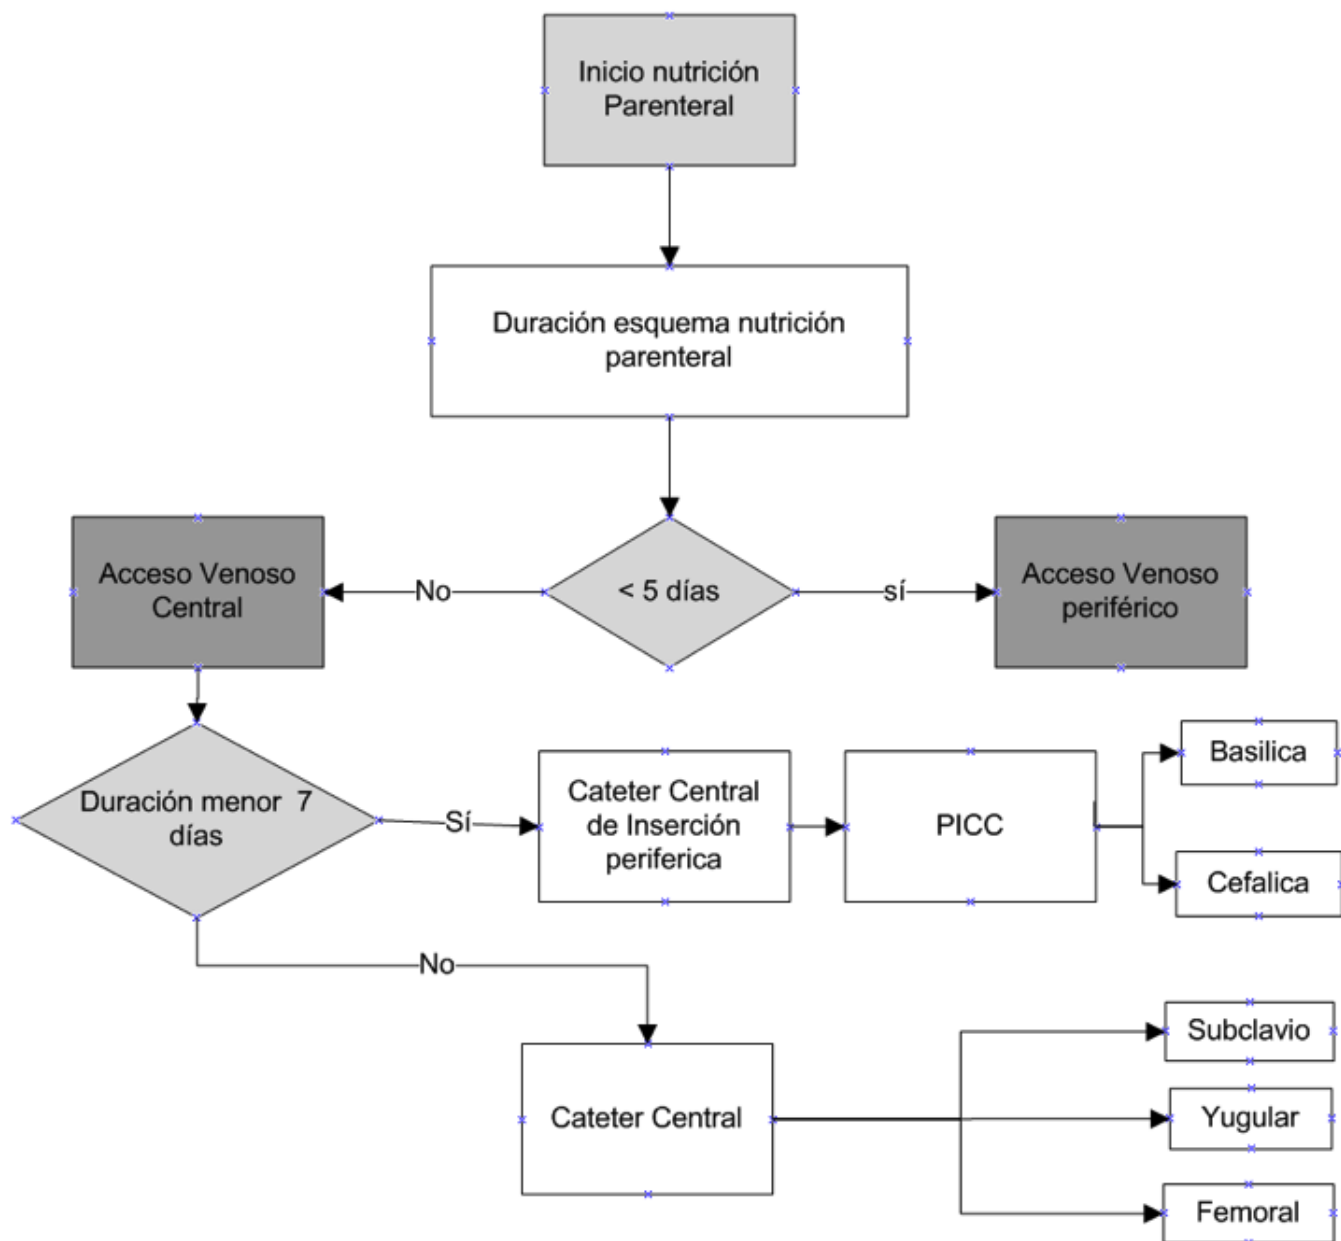 Inicio nutrición
Parenteral
Duración esquema nutrición
parenteral
Acceso Venoso
Central
No
< 5 días
sí
Acceso Venoso
periférico
Duración menor 7
días
Sí
Cateter Central
de Inserción
periferica
PICC
Basilica
Cefalica
No
Cateter Central
Subclavio
Yugular
Femoral